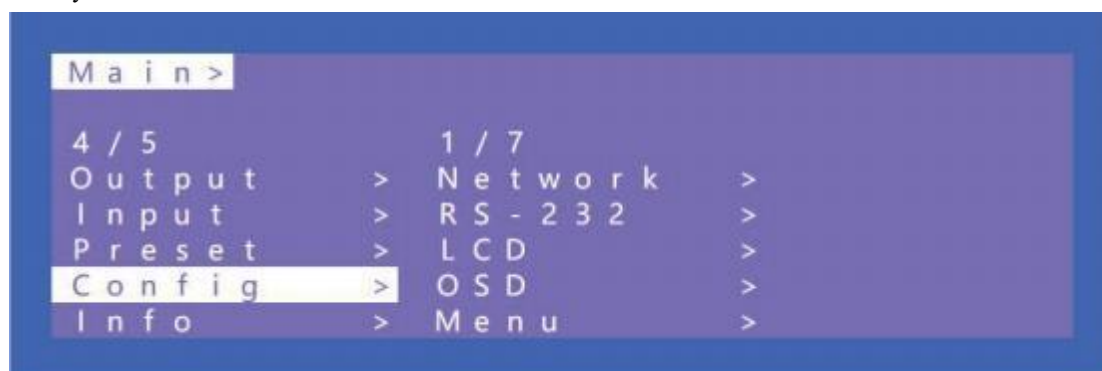 Main>
4/5 1/7
Output > Network >
Input > RS-232 >
Preset > LCD >
Config > OSD >
Info > Menu >